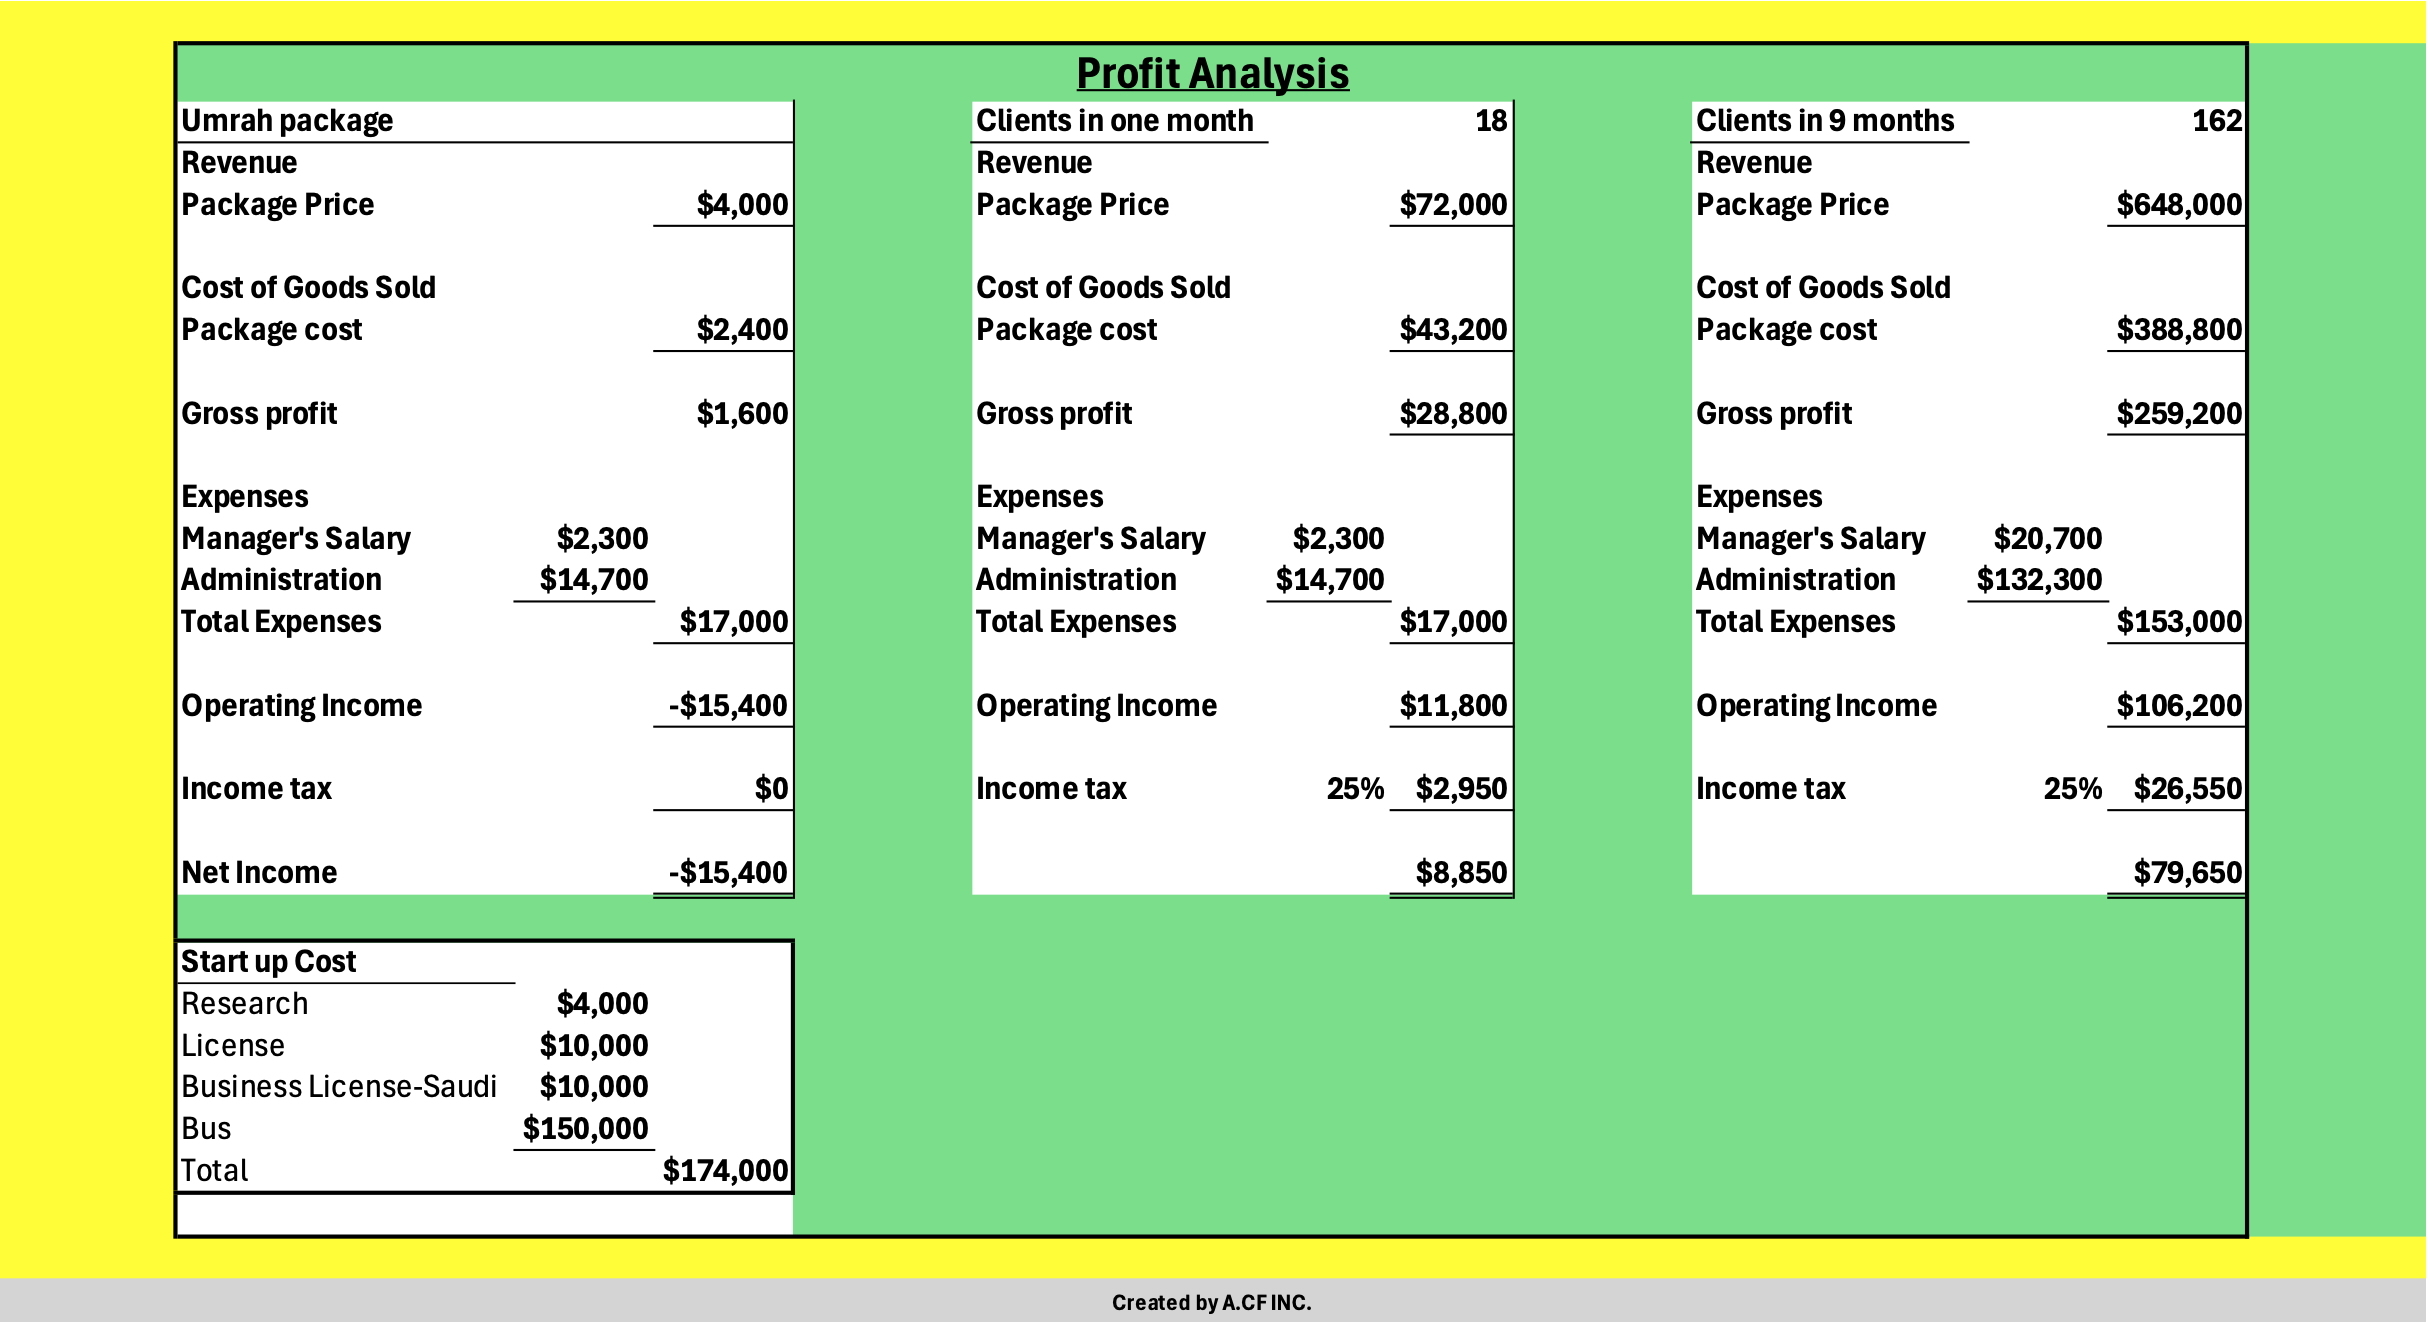 Profit Analysis
Umrah package
Revenue
Package Price $4,000
Cost of Goods Sold
Package cost $2,400
Gross profit $1,600
Expenses
Manager's Salary $2,300
Administration $14,700
Total Expenses $17,000
Operating Income -$15,400
Income tax $0
Net Income -$15,400
Clients in one month 18
Revenue
Package Price $72,000
Cost of Goods Sold
Package cost $43,200
Gross profit $28,800
Expenses
Manager's Salary $2,300
Administration $14,700
Total Expenses $17,000
Operating Income $11,800
Income tax 25% $2,950
$8,850
Clients in 9 months 162
Revenue
Package Price $648,000
Cost of Goods Sold
Package cost $388,800
Gross profit $259,200
Expenses
Manager's Salary $20,700
Administration $132,300
Total Expenses $153,000
Operating Income $106,200
Income tax 25% $26,550
$79,650
Start up Cost
Research $4,000
License $10,000
Business License-Saudi $10,000
Bus $150,000
Total $174,000
Created by A.CF INC.